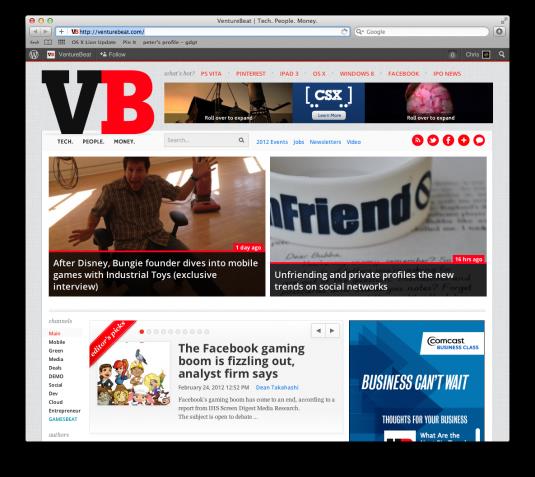 VentureBeat | Tech. People. Money.
VB http://venturebeat.com/
Google
OS X Lion Update Pin It peter's profile – gdgt
VentureBeat Follow
0 Chris
VB
TECH. PEOPLE. MONEY.
what's hot? PS VITA PINTEREST IPAD 3 OS X WINDOWS 8 FACEBOOK IPO NEWS
Roll over to expand
[CSX]
Learn More
Roll over to expand
Search...
2012 Events Jobs Newsletters Video
1 day ago
After Disney, Bungie founder dives into mobile
games with Industrial Toys (exclusive
interview)
nFriend
Dear Bubba
16 hrs ago
Unfriending and private profiles the new
trends on social networks
channels
Main
Mobile
Green
Media
Deals
DEMO
Social
Dev
Cloud
Entrepreneur
GAMESBEAT
authors
editor's picks
The Facebook gaming
boom is fizzling out,
analyst firm says
February 24, 2012 12:52 PM Dean Takahashi
Facebook's gaming boom has come to an end, according to a
report from IHS Screen Digest Media Research.
The subject is open to debate ...
Comcast
BUSINESS CLASS
BUSINESS CAN'T WAIT
THOUGHTS FOR YOUR BUSINESS
VB
What Are the